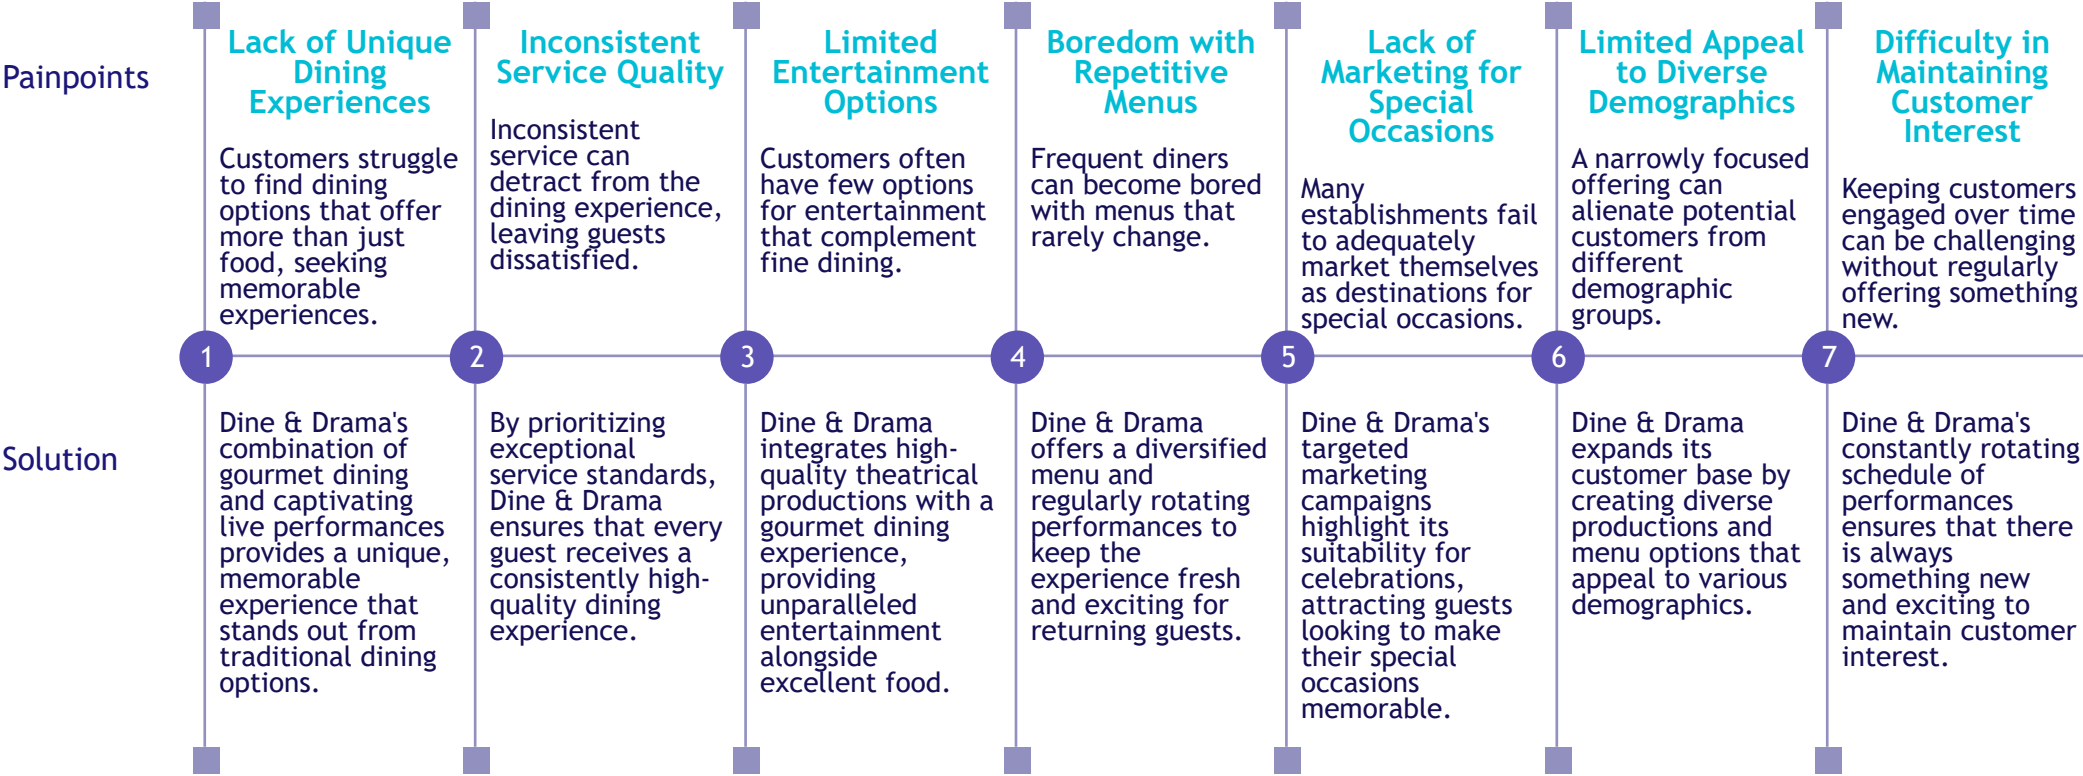 Painpoints
Lack of Unique
Dining
Experiences
Customers struggle
to find dining
options that offer
more than just
food, seeking
memorable
experiences.
Inconsistent
Service Quality
Inconsistent
service can
detract from the
dining experience,
leaving guests
dissatisfied.
Limited
Entertainment
Options
Customers often
have few options
for entertainment
that complement
fine dining.
Boredom with
Repetitive
Menus
Frequent diners
can become bored
with menus that
rarely change.
Lack of
Marketing for
Special
Occasions
Many
establishments fail
to adequately
market themselves
as destinations for
special occasions.
Limited Appeal
to Diverse
Demographics
A narrowly focused
offering can
alienate potential
customers from
different
demographic
groups.
Difficulty in
Maintaining
Customer
Interest
Keeping customers
engaged over time
can be challenging
without regularly
offering something
new.
1
2
3
4
5
6
7
Solution
Dine & Drama's
combination of
gourmet dining
and captivating
live performances
provides a unique,
memorable
experience that
stands out from
traditional dining
options.
By prioritizing
exceptional
service standards,
Dine & Drama
ensures that every
guest receives a
consistently high-
quality dining
experience.
Dine & Drama
integrates high-
quality theatrical
productions with a
gourmet dining
experience,
providing
unparalleled
entertainment
alongside
excellent food.
Dine & Drama
offers a diversified
menu and
regularly rotating
performances to
keep the
experience fresh
and exciting for
returning guests.
Dine & Drama's
targeted
marketing
campaigns
highlight its
suitability for
celebrations,
attracting guests
looking to make
their special
occasions
memorable.
Dine & Drama
expands its
customer base by
creating diverse
productions and
menu options that
appeal to various
demographics.
Dine & Drama's
constantly rotating
schedule of
performances
ensures that there
is always
something new
and exciting to
maintain customer
interest.